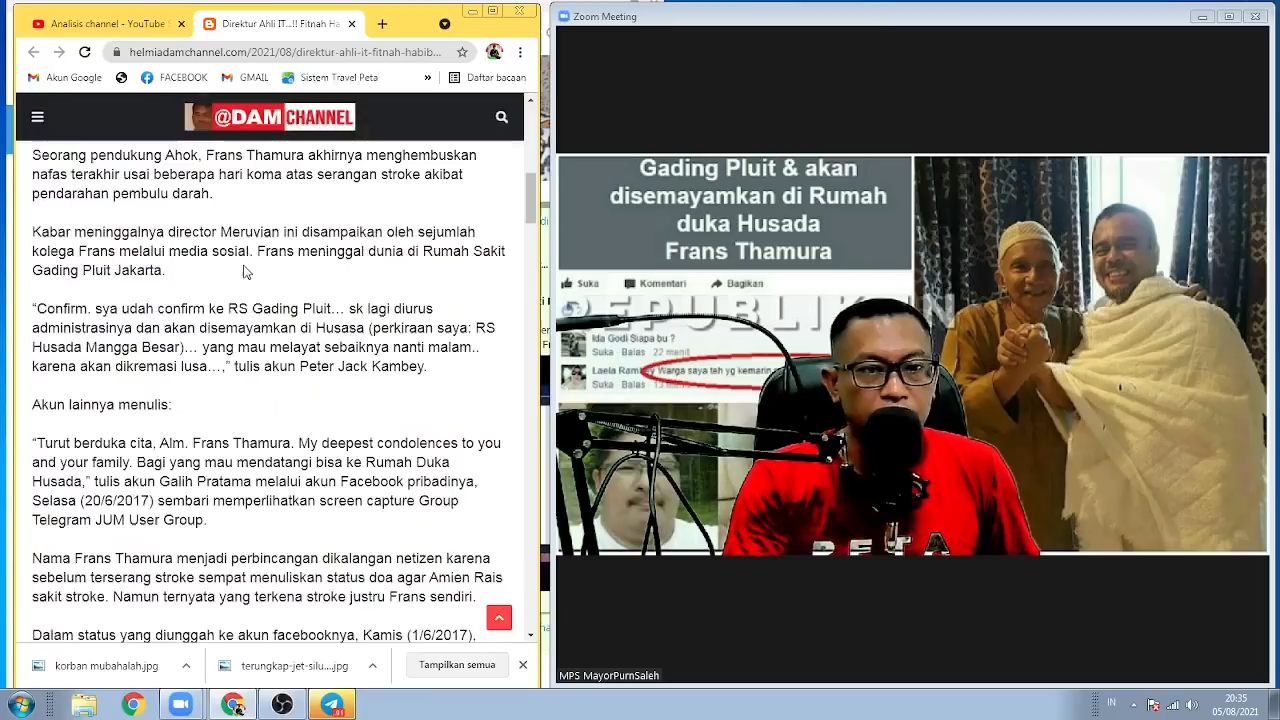 Analisis channel - YouTube
Direktur Ahli IT...!! Fitnah Ha
helmiadamchannel.com/2021/08/direktur-ahli-it-fitnah-habib...
Akun Google
FACEBOOK
GMAIL
Sistem Travel Peta
»
Daftar bacaan
@DAM CHANNEL
Seorang pendukung Ahok, Frans Thamura akhirnya menghembuskan
nafas terakhir usai beberapa hari koma atas serangan stroke akibat
pendarahan pembulu darah.
Kabar meninggalnya director Meruvian ini disampaikan oleh sejumlah
kolega Frans melalui media sosial. Frans meninggal dunia di Rumah Sakit
Gading Pluit Jakarta.
“Confirm. sya udah confirm ke RS Gading Pluit… sk lagi diurus
administrasinya dan akan disemayamkan di Husasa (perkiraan saya; RS
Husada Mangga Besar)… yang mau melayat sebaiknya nanti malam..
karena akan dikremasi lusa…,” tulis akun Peter Jack Kambey.
Akun lainnya menulis:
“Turut berduka cita, Alm. Frans Thamura. My deepest condolences to you
and your family. Bagi yang mau mendatangi bisa ke Rumah Duka
Husada,” tulis akun Galih Pratama melalui akun Facebook pribadinya,
Selasa (20/6/2017) sembari memperlihatkan screen capture Group
Telegram JUM User Group.
Nama Frans Thamura menjadi perbincangan dikalangan netizen karena
sebelum terserang stroke sempat menuliskan status doa agar Amien Rais
sakit stroke. Namun ternyata yang terkena stroke justru Frans sendiri.
Dalam status yang diunggah ke akun facebooknya, Kamis (1/6/2017),
korban mubahalah.jpg
terungkap-jet-silu....jpg
Tampilkan semua
Zoom Meeting
Gading Pluit & akan
disemayamkan di Rumah
duka Husada
Frans Thamura
Suka Komentari Bagikan
REPUBLIK.IN
Ida Godi Siapa bu ?
Suka Balas 22 menit
Laela Warga saya teh yg kemarin
Suka Balas
PETA
MPS MayorPurnSaleh
IN
20:35
05/08/2021